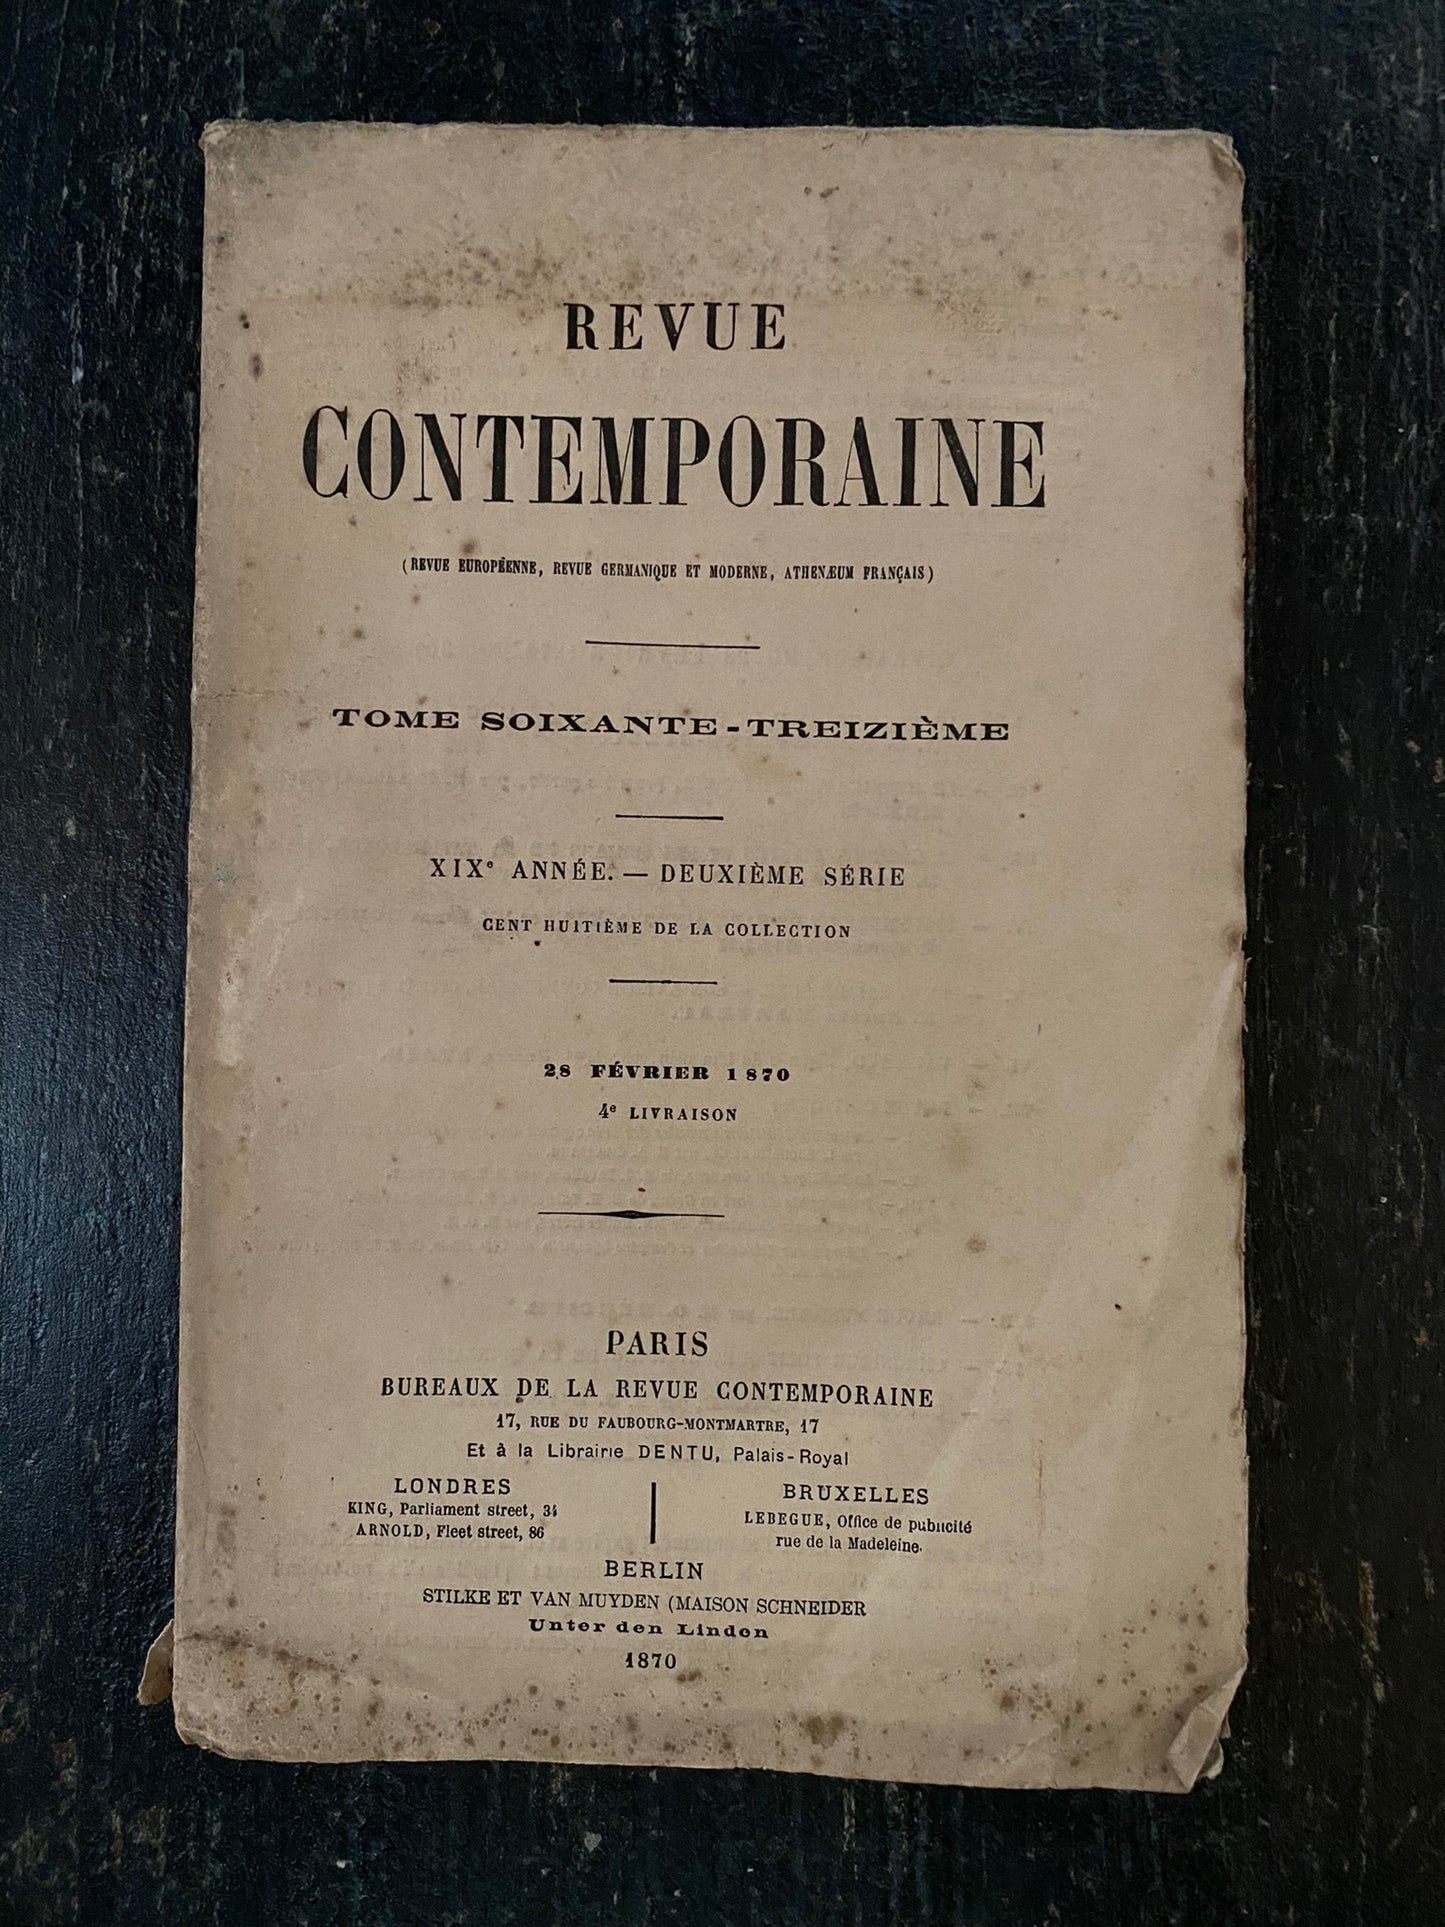 REVUE
CONTEMPORAINE
(REVUE EUROPÉENNE, REVUE GERMANIQUE ET MODERNE, ATHENÆUM FRANÇAIS)
TOME SOIXANTE-TREIZIÈME
XIXe ANNÉE. — DEUXIÈME SÉRIE
CENT HUITIÈME DE LA COLLECTION
28 FÉVRIER 1870
4e LIVRAISON
PARIS
BUREAUX DE LA REVUE CONTEMPORAINE
17, RUE DU FAUBOURG-MONTMARTRE, 17
Et à la Librairie DENTU, Palais-Royal
LONDRES
KING, Parliament street, 34
ARNOLD, Fleet street, 86
BRUXELLES
LEBEGUE, Office de publicité
rue de la Madeleine.
BERLIN
STILKE ET VAN MUYDEN (MAISON SCHNEIDER
Unter den Linden
1870